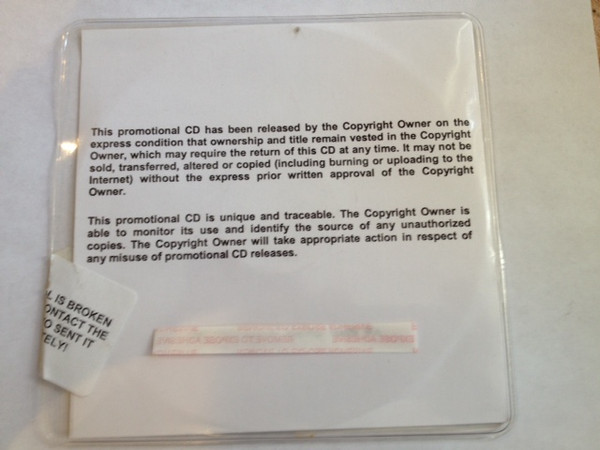 This promotional CD has been released by the Copyright Owner on the
express condition that ownership and title remain vested in the Copyright
Owner, which may require the return of this CD at any time. It may not be
sold, transferred, altered or copied (including burning or uploading to the
Internet) without the express prior written approval of the Copyright
Owner.
This promotional CD is unique and traceable. The Copyright Owner is
able to monitor its use and identify the source of any unauthorized
copies. The Copyright Owner will take appropriate action in respect of
any misuse of promotional CD releases.
IS BROKEN
ONTACT THE
O SENT IT
ELY!